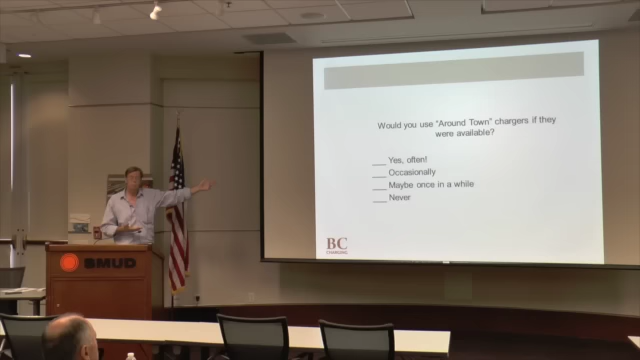 Would you use "Around Town" chargers if they
were available?
___ Yes, often!
___ Occasionally
___ Maybe once in a while
___ Never
BC
SMUD